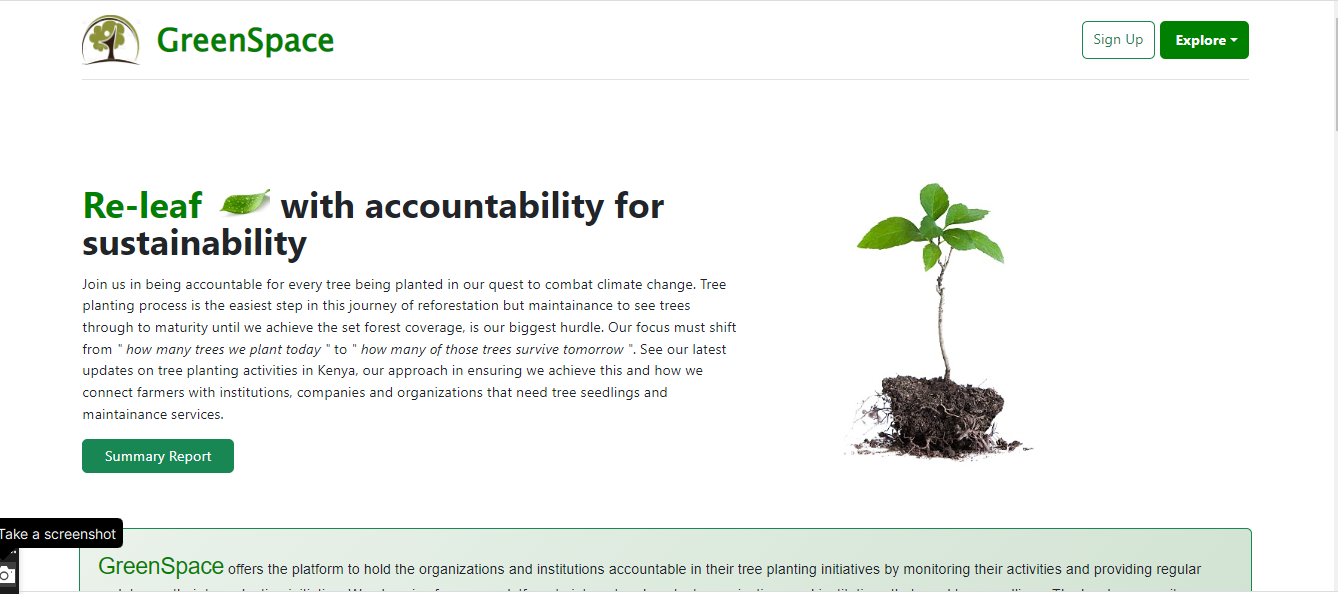 GreenSpace
Sign Up
Explore
Re-leaf with accountability for
sustainability
Join us in being accountable for every tree being planted in our quest to combat climate change. Tree
planting process is the easiest step in this journey of reforestation but maintainance to see trees
through to maturity until we achieve the set forest coverage, is our biggest hurdle. Our focus must shift
from " how many trees we plant today " to " how many of those trees survive tomorrow ". See our latest
updates on tree planting activities in Kenya, our approach in ensuring we achieve this and how we
connect farmers with institutions, companies and organizations that need tree seedlings and
maintainance services.
Summary Report
Take a screenshot
GreenSpace offers the platform to hold the organizations and institutions accountable in their tree planting initiatives by monitoring their activities and providing regular